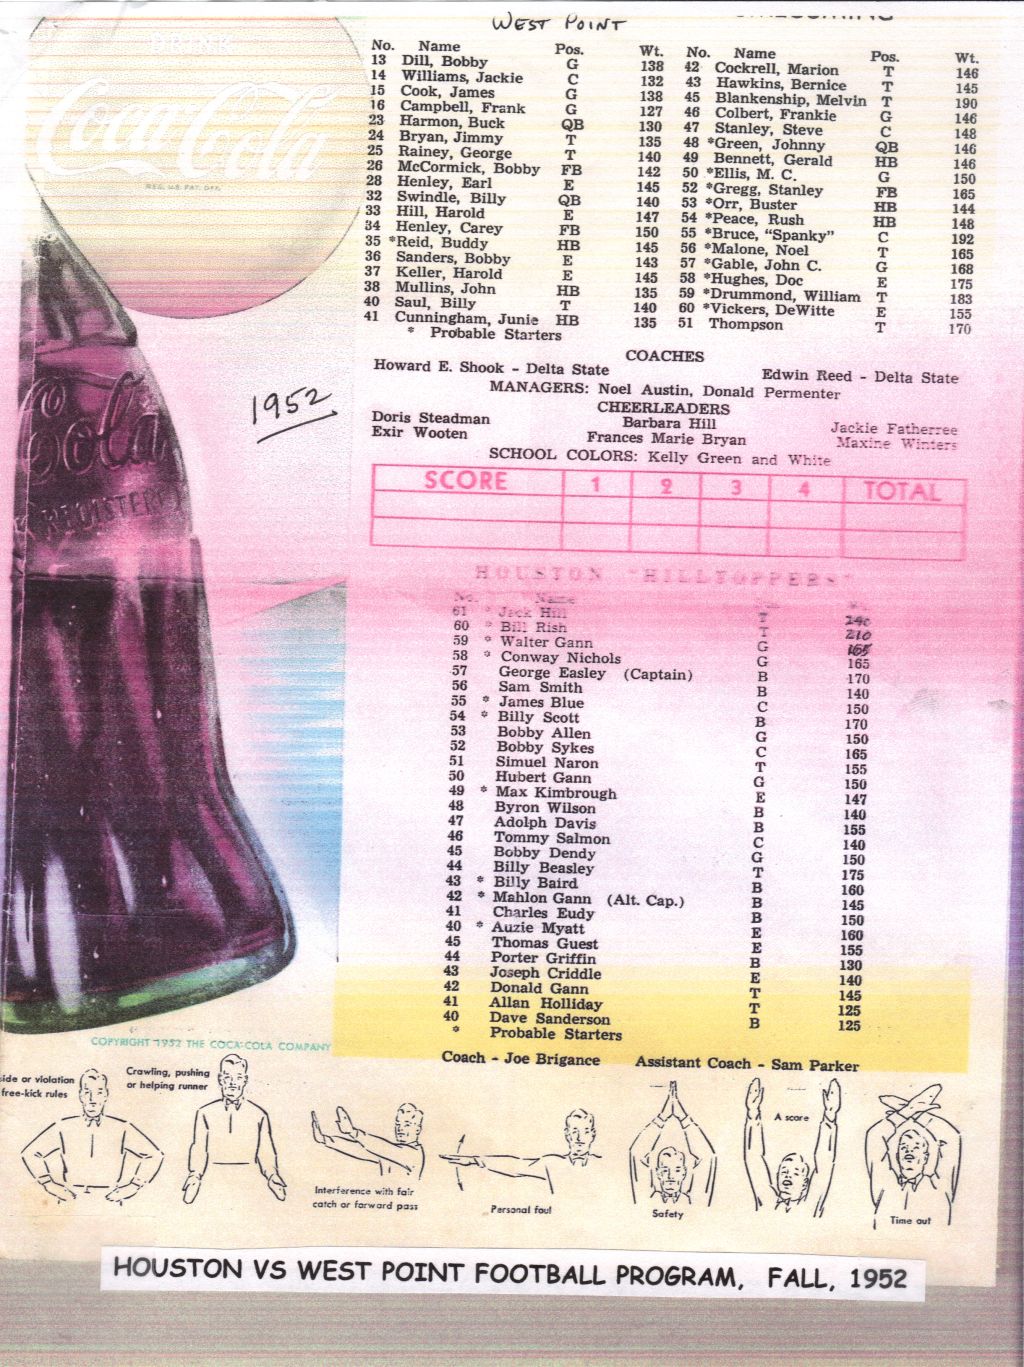 WEST POINT
No. Name Pos. Wt. No. Name Pos. Wt.
13 Dill, Bobby G 138 42 Cockrell, Marion T 146
14 Williams, Jackie C 132 43 Hawkins, Bernice T 145
15 Cook, James G 138 45 Blankenship, Melvin T 190
16 Campbell, Frank G 127 46 Colbert, Frankie G 146
23 Harmon, Buck QB 130 47 Stanley, Steve C 148
24 Bryan, Jimmy T 135 48 *Green, Johnny QB 146
25 Rainey, George T 140 49 Bennett, Gerald HB 146
26 McCormick, Bobby FB 142 50 *Ellis, M. C. G 150
28 Henley, Earl E 145 52 *Gregg, Stanley FB 165
32 Swindle, Billy QB 140 53 *Orr, Buster HB 144
33 Hill, Harold E 147 54 *Peace, Rush HB 148
34 Henley, Carey FB 150 55 *Bruce, "Spanky" C 192
35 *Reid, Buddy HB 145 56 *Malone, Noel T 165
36 Sanders, Bobby E 143 57 *Gable, John C. G 168
37 Keller, Harold E 145 58 *Hughes, Doc E 175
38 Mullins, John HB 135 59 *Drummond, William T 183
40 Saul, Billy T 140 60 *Vickers, DeWitte E 155
41 Cunningham, Junie HB 135 51 Thompson T 170
* Probable Starters
COACHES
Howard E. Shook - Delta State Edwin Reed - Delta State
MANAGERS: Noel Austin, Donald Permenter
CHEERLEADERS
Doris Steadman Barbara Hill Jackie Fatherree
Exir Wooten Frances Marie Bryan Maxine Winters
SCHOOL COLORS: Kelly Green and White
1952
SCORE 1 2 3 4 TOTAL
HOUSTON "HILLTOPPERS"
No. Name
61 * Jack Hill T 240
60 * Bill Rish T 210
59 * Walter Gann G 165
58 * Conway Nichols G 165
57 George Easley (Captain) B 170
56 Sam Smith B 140
55 * James Blue C 150
54 * Billy Scott B 170
53 Bobby Allen G 150
52 Bobby Sykes C 165
51 Simuel Naron T 155
50 Hubert Gann G 150
49 * Max Kimbrough E 147
48 Byron Wilson B 140
47 Adolph Davis B 155
46 Tommy Salmon C 140
45 Bobby Dendy G 150
44 Billy Beasley T 175
43 * Billy Baird B 160
42 * Mahlon Gann (Alt. Cap.) B 145
41 Charles Eudy B 150
40 * Auzie Myatt E 160
45 Thomas Guest E 155
44 Porter Griffin B 130
43 Joseph Criddle E 140
42 Donald Gann T 145
41 Allan Holliday T 125
40 Dave Sanderson B 125
* Probable Starters
Coach - Joe Brigance Assistant Coach - Sam Parker
DRINK
Coca-Cola
REG. U.S. PAT. OFF.
Cola
REGISTERED
COPYRIGHT 1952 THE COCA-COLA COMPANY
side or violation
free-kick rules
Crawling, pushing
or helping runner
Interference with fair
catch or forward pass
Personal foul
Safety
A score
Time out
HOUSTON VS WEST POINT FOOTBALL PROGRAM, FALL, 1952